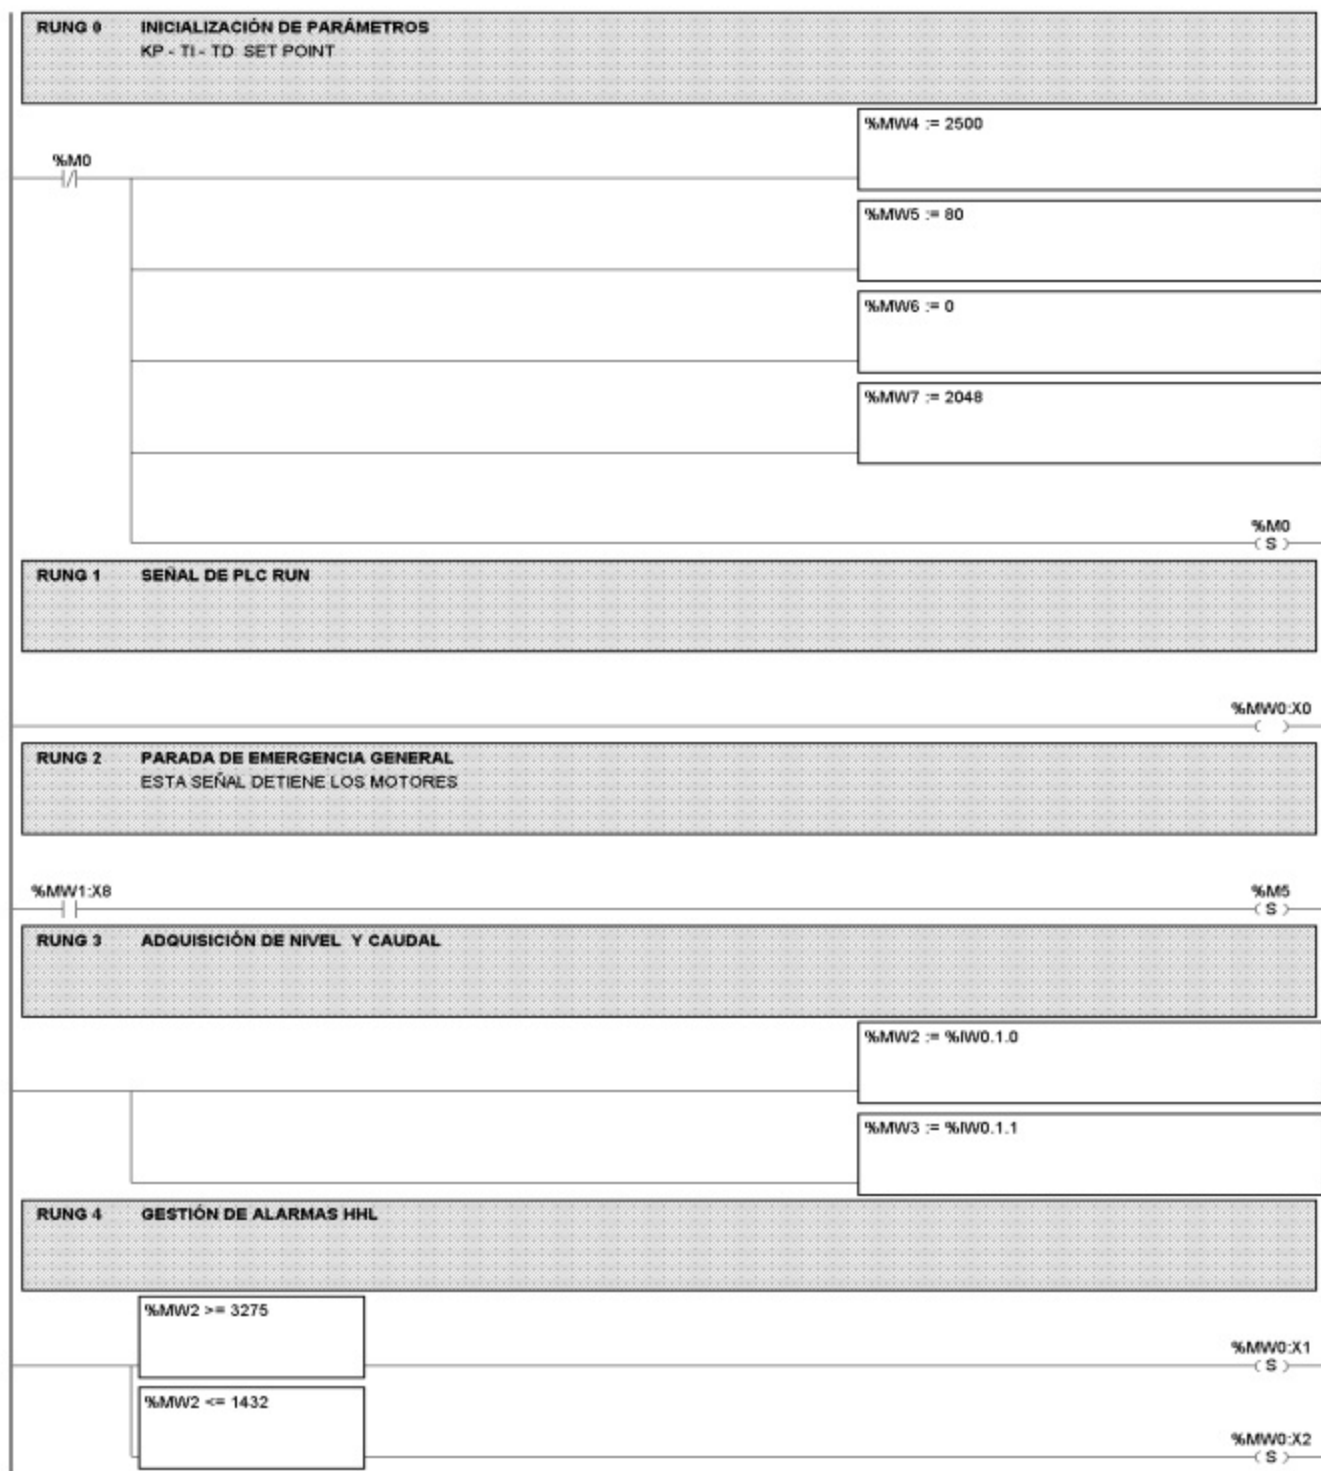 RUNG 0 INICIALIZACIÓN DE PARÁMETROS
KP - TI - TD SET POINT
%MW4 := 2500
%M0
%MW5 := 80
%MW6 := 0
%MW7 := 2048
%M0
S
RUNG 1 SEÑAL DE PLC RUN
%MW0:X0
RUNG 2 PARADA DE EMERGENCIA GENERAL
ESTA SEÑAL DETIENE LOS MOTORES
%MW1:X8 %M5
S
RUNG 3 ADQUISICIÓN DE NIVEL Y CAUDAL
%MW2 := %IW0.1.0
%MW3 := %IW0.1.1
RUNG 4 GESTIÓN DE ALARMAS HHL
%MW2 >= 3275
%MW0:X1
S
%MW2 <= 1432
%MW0:X2
S